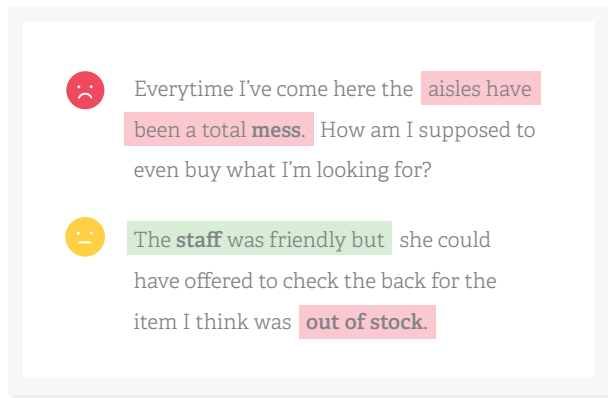 Everytime I've come here the aisles have
been a total mess. How am I supposed to
even buy what I'm looking for?
The staff was friendly but she could
have offered to check the back for the
item I think was out of stock.